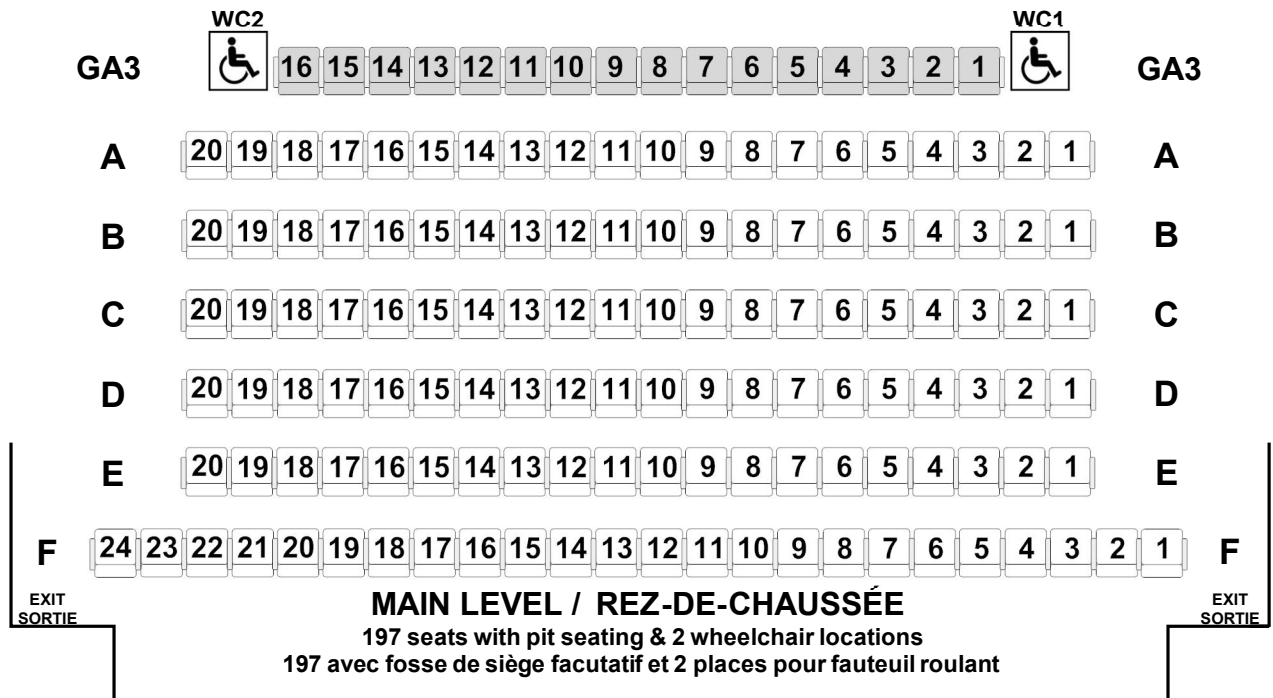 WC2 WC1
GA3 16 15 14 13 12 11 10 9 8 7 6 5 4 3 2 1 GA3
A 20 19 18 17 16 15 14 13 12 11 10 9 8 7 6 5 4 3 2 1 A
B 20 19 18 17 16 15 14 13 12 11 10 9 8 7 6 5 4 3 2 1 B
C 20 19 18 17 16 15 14 13 12 11 10 9 8 7 6 5 4 3 2 1 C
D 20 19 18 17 16 15 14 13 12 11 10 9 8 7 6 5 4 3 2 1 D
E 20 19 18 17 16 15 14 13 12 11 10 9 8 7 6 5 4 3 2 1 E
F 24 23 22 21 20 19 18 17 16 15 14 13 12 11 10 9 8 7 6 5 4 3 2 1 F
EXIT
SORTIE
MAIN LEVEL / REZ-DE-CHAUSSÉE
197 seats with pit seating & 2 wheelchair locations
197 avec fosse de siège facutatif et 2 places pour fauteuil roulant
EXIT
SORTIE